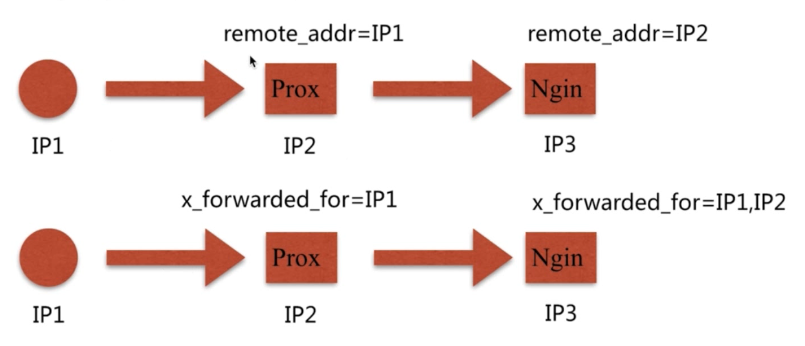 remote_addr=IP1 remote_addr=IP2
Prox Ngin
IP1 IP2 IP3
x_forwarded_for=IP1 x_forwarded_for=IP1,IP2
Prox Ngin
IP1 IP2 IP3